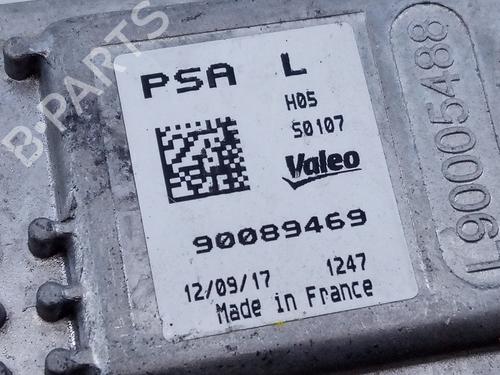 PSA L
H05
50107
Valeo
90089469
12/09/17 1247
Made in France
L90005488
B-PARTS